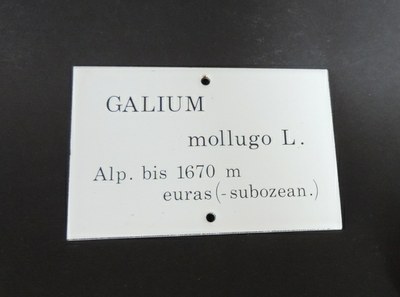 GALIUM
mollugo L.
Alp. bis 1670 m
euras(-subozean.)